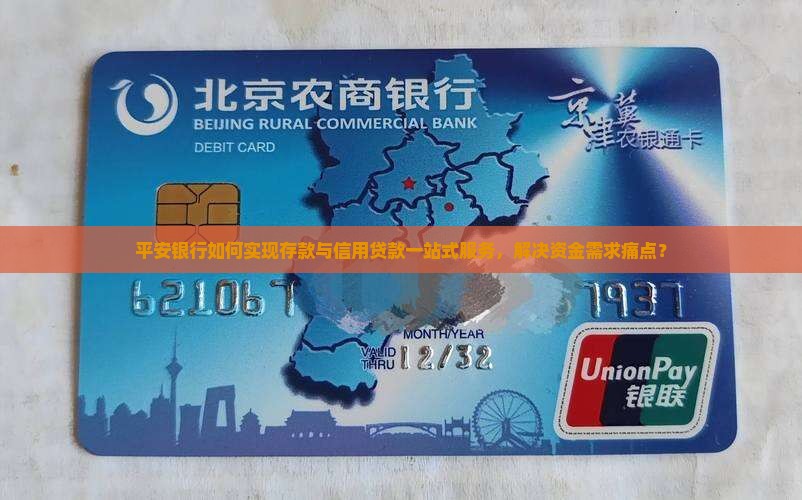 北京农商银行
BEIJING RURAL COMMERCIAL BANK
DEBIT CARD
京津冀
农银通卡
平安银行如何实现存款与信用贷款一站式服务，解决资金需求痛点？
621067
7937
MONTH/YEAR
VALID THRU 12/32
UnionPay
银联